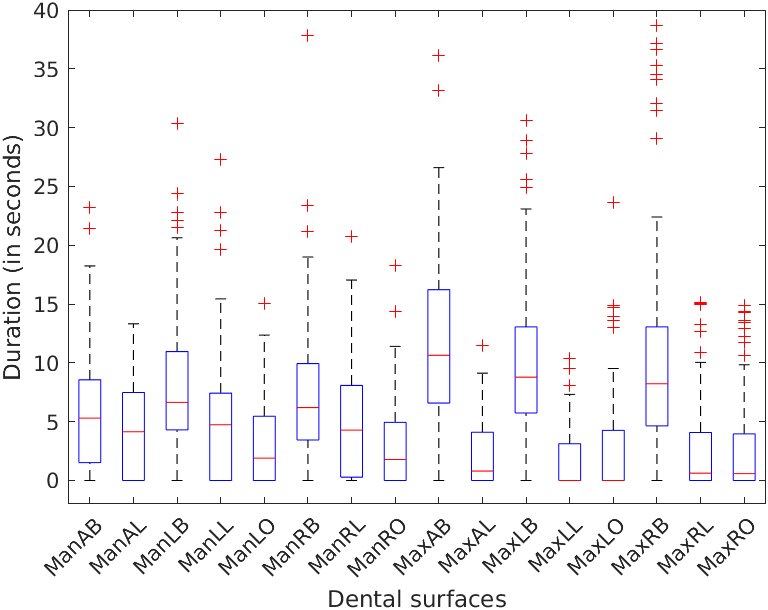 Duration (in seconds)
40
35
30
25
20
15
10
5
0
ManAB
ManAL
ManLB
ManLL
ManLO
ManRB
ManRL
ManRO
MaxAB
MaxAL
MaxLB
MaxLL
MaxLO
MaxRB
MaxRL
MaxRO
Dental surfaces